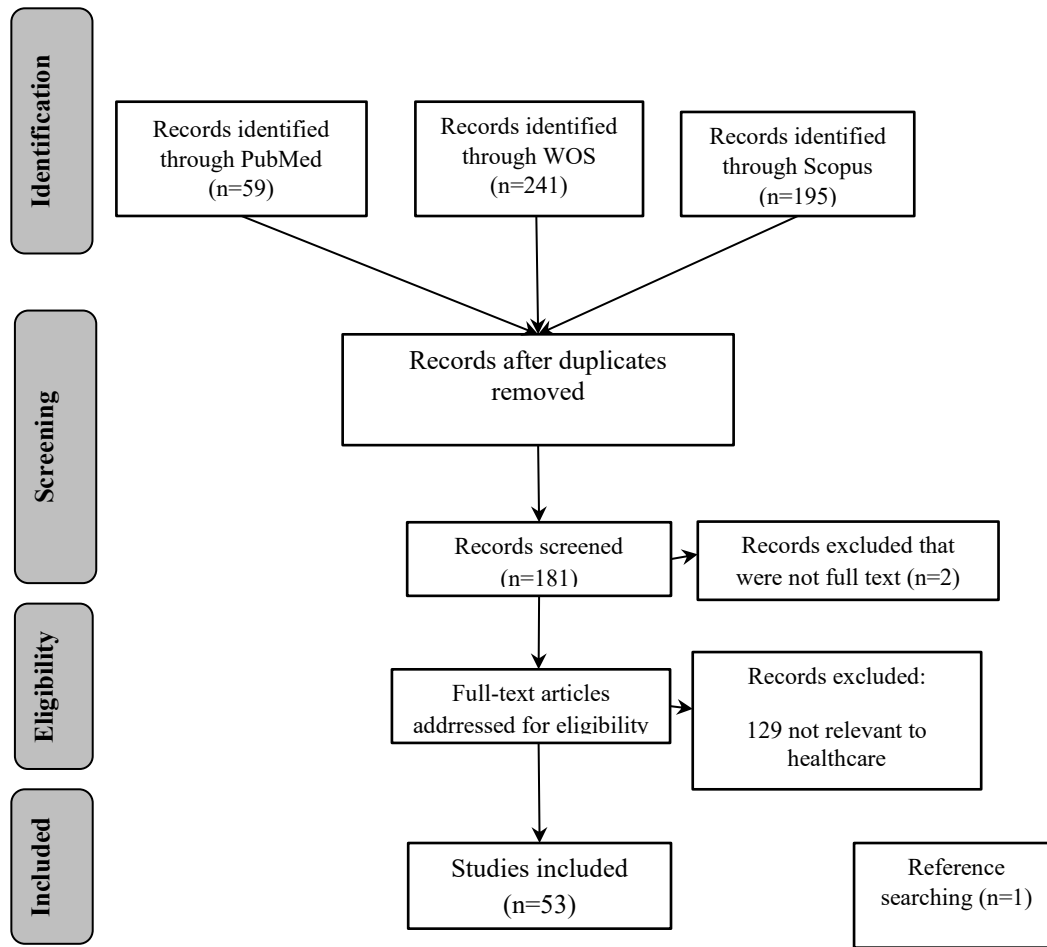 Identification
Records identified
through PubMed
(n=59)
Records identified
through WOS
(n=241)
Records identified
through Scopus
(n=195)
Screening
Records after duplicates
removed
Records screened
(n=181)
Records excluded that
were not full text (n=2)
Eligibility
Full-text articles
addrressed for eligibility
Records excluded:
129 not relevant to
healthcare
Included
Studies included
(n=53)
Reference
searching (n=1)